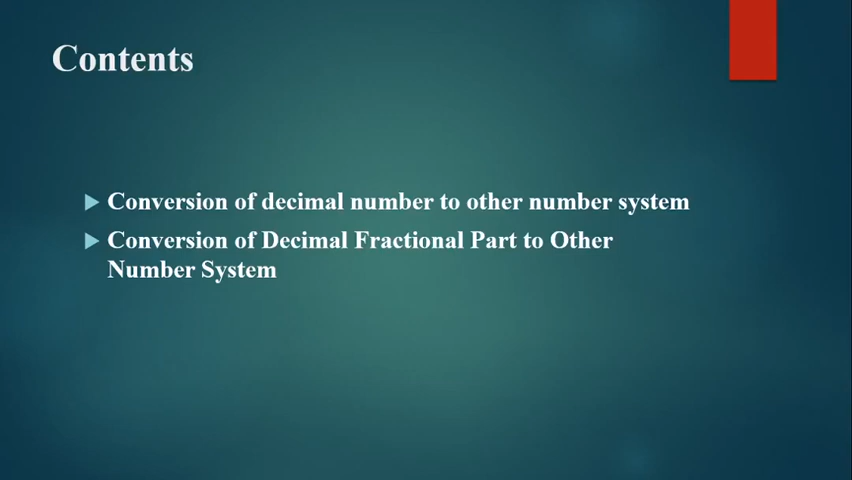 Contents
Conversion of decimal number to other number system
Conversion of Decimal Fractional Part to Other
Number System